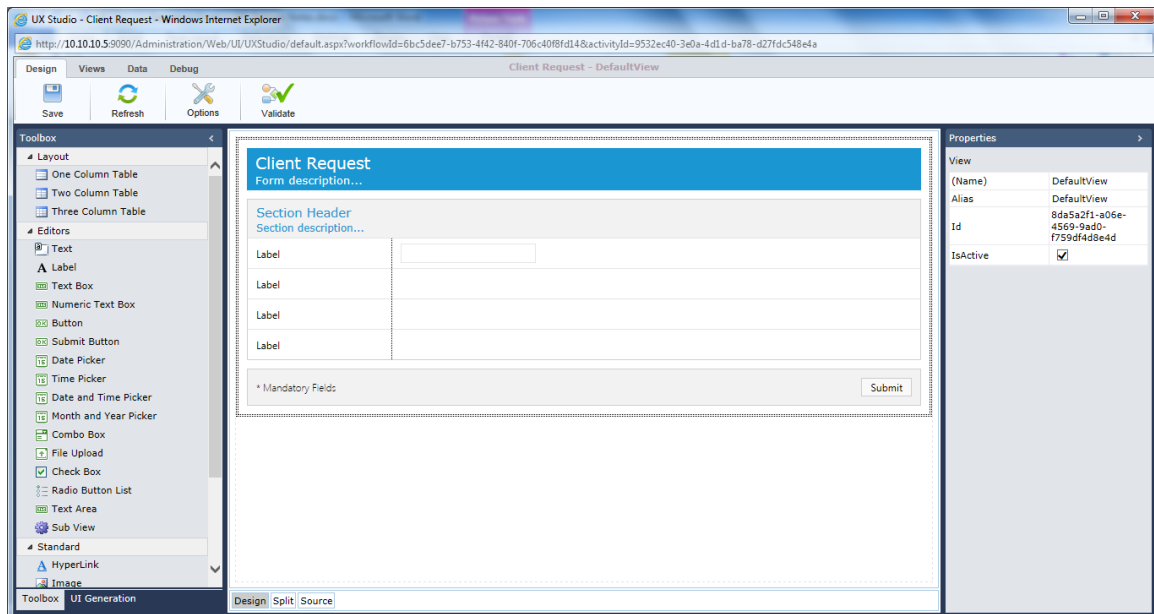 UX Studio - Client Request - Windows Internet Explorer
http://10.10.10.5:9090/Administration/Web/UI/UXStudio/default.aspx?workflowId=6bc5dee7-b753-4f42-840f-706c40f8fd14&activityId=9532ec40-3e0a-4d1d-ba78-d27fdc548e4a
Design Views Data Debug
Client Request - DefaultView
Save Refresh Options Validate
Toolbox
Layout
One Column Table
Two Column Table
Three Column Table
Editors
Text
Label
Text Box
Numeric Text Box
Button
Submit Button
Date Picker
Time Picker
Date and Time Picker
Month and Year Picker
Combo Box
File Upload
Check Box
Radio Button List
Text Area
Sub View
Standard
HyperLink
Image
Toolbox UI Generation
Client Request
Form description...
Section Header
Section description...
Label
Label
Label
Label
* Mandatory Fields Submit
Design Split Source
Properties
View
(Name) DefaultView
Alias DefaultView
Id 8da5a2f1-a06e-
4569-9ad0-
f759df4d8e4d
IsActive